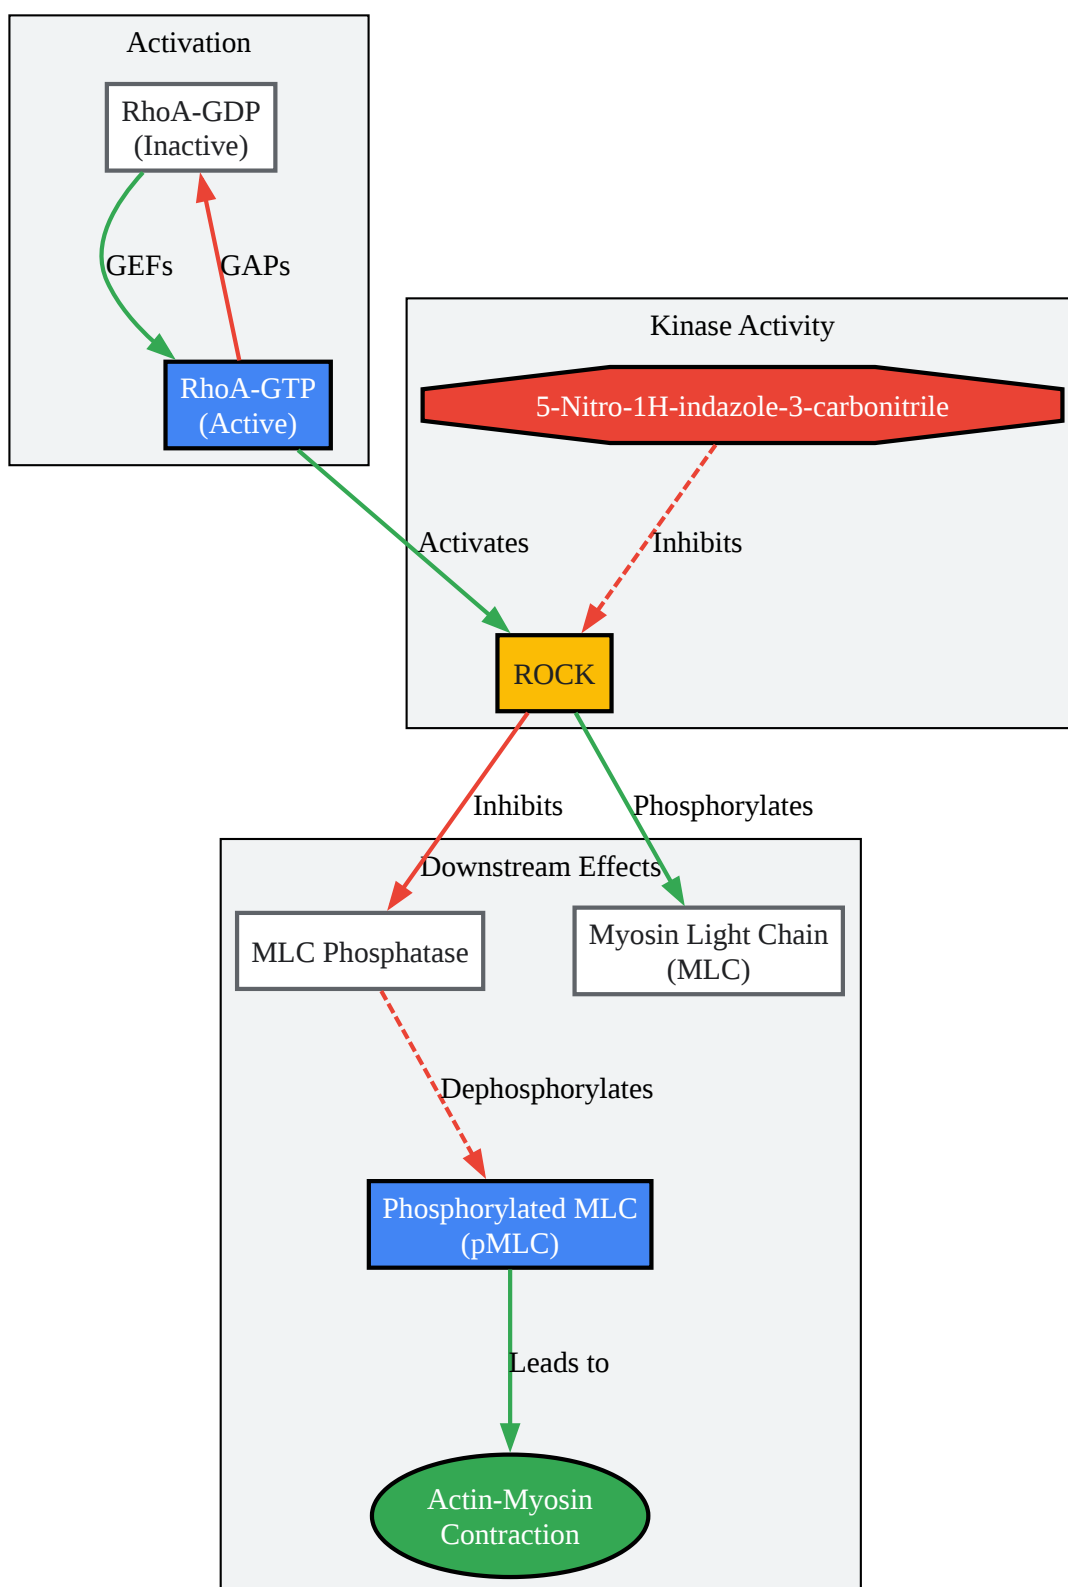 Activation
RhoA-GDP
(Inactive)
GEFs
GAPs
RhoA-GTP
(Active)
Kinase Activity
5-Nitro-1H-indazole-3-carbonitrile
Activates
Inhibits
ROCK
Inhibits
Phosphorylates
Downstream Effects
MLC Phosphatase
Myosin Light Chain
(MLC)
Dephosphorylates
Phosphorylated MLC
(pMLC)
Leads to
Actin-Myosin
Contraction